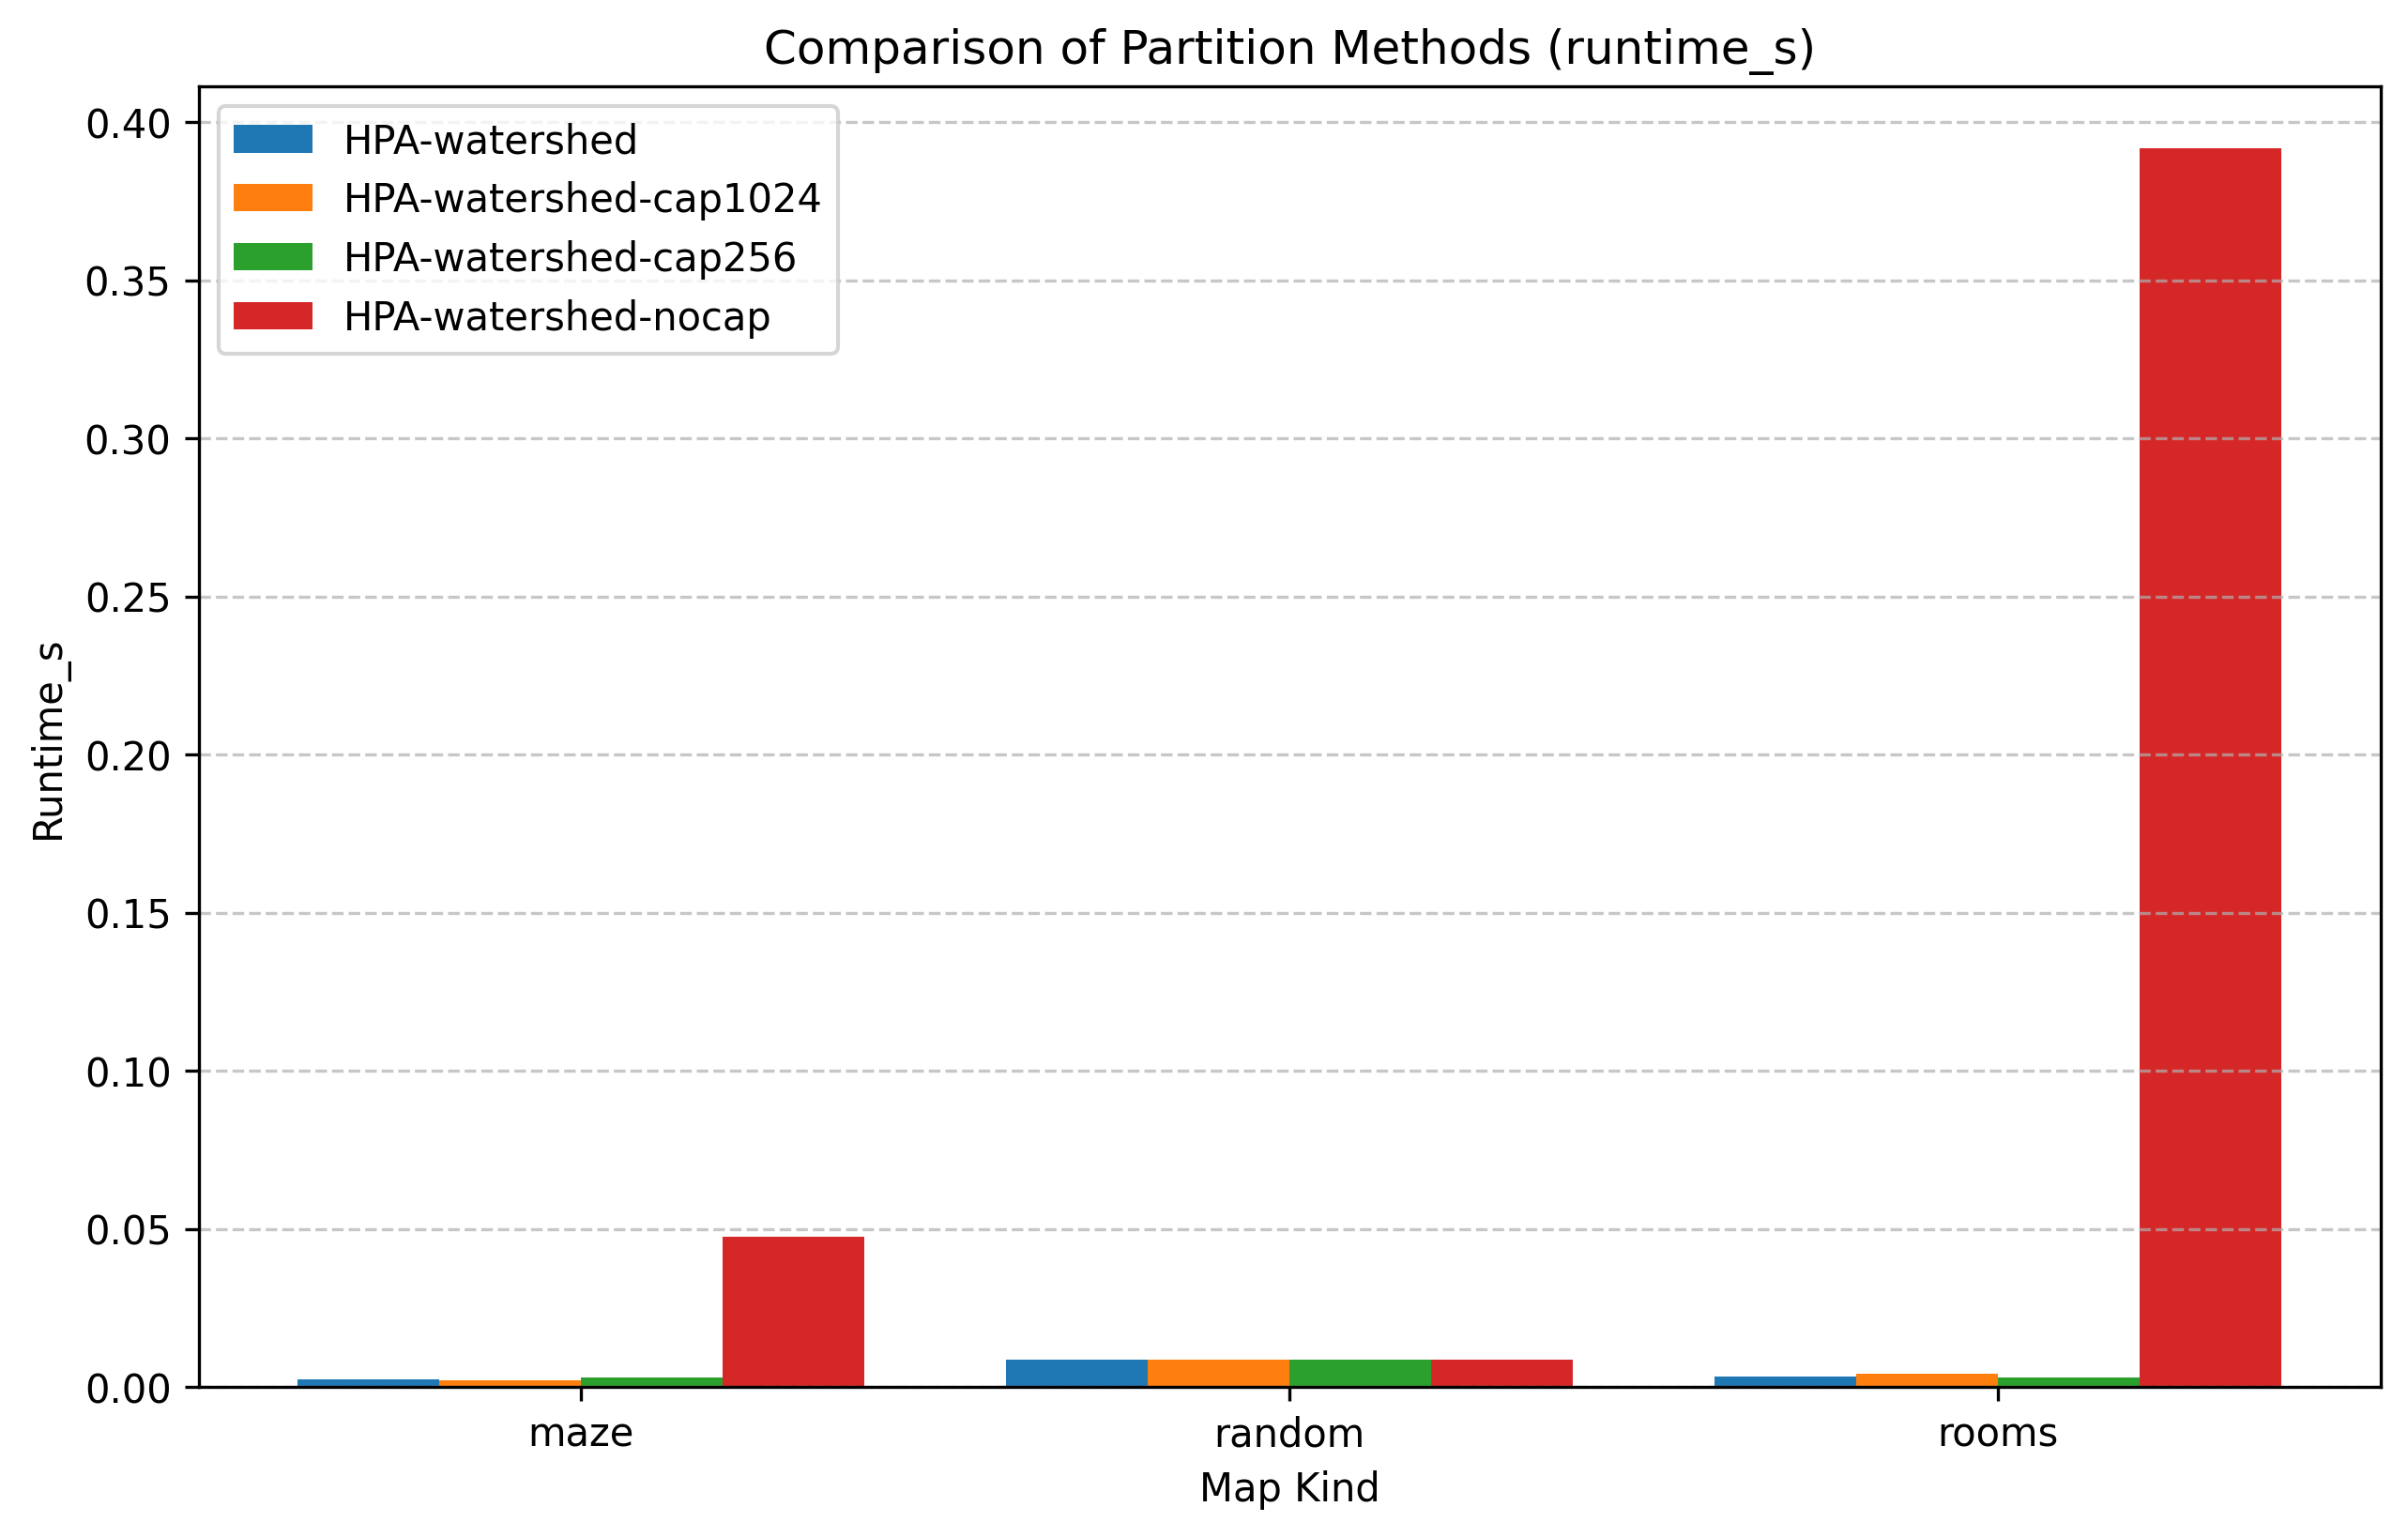 Comparison of Partition Methods (runtime_s)
HPA-watershed
HPA-watershed-cap1024
HPA-watershed-cap256
HPA-watershed-nocap
Runtime_s
0.40
0.35
0.30
0.25
0.20
0.15
0.10
0.05
0.00
maze random rooms
Map Kind